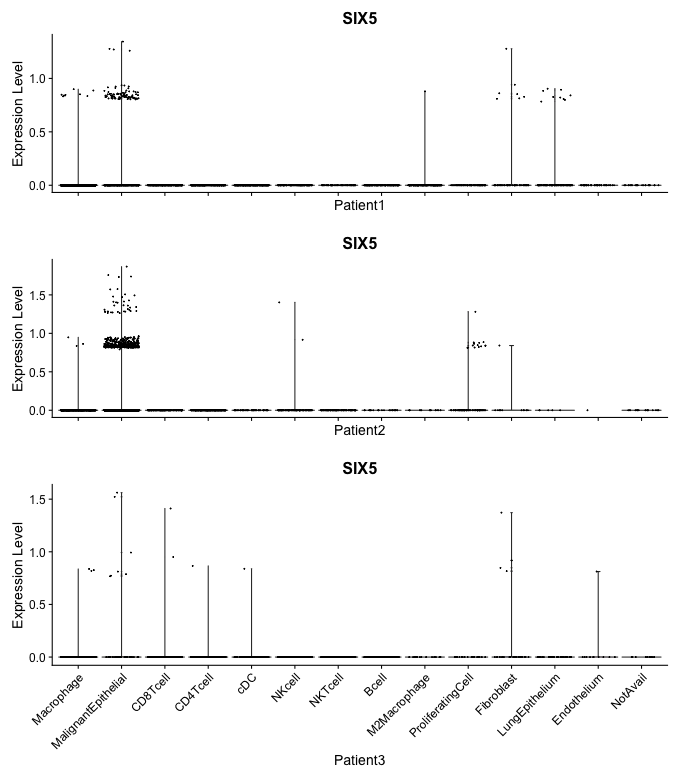 SIX5
Expression Level
1.0
0.5
0.0
Patient1
SIX5
Expression Level
1.5
1.0
0.5
0.0
Patient2
SIX5
Expression Level
1.5
1.0
0.5
0.0
Macrophage
MalignantEpithelial
CD8Tcell
CD4Tcell
cDC
NKcell
NKTcell
Bcell
M2Macrophage
ProliferatingCell
Fibroblast
LungEpithelium
Endothelium
NotAvail
Patient3